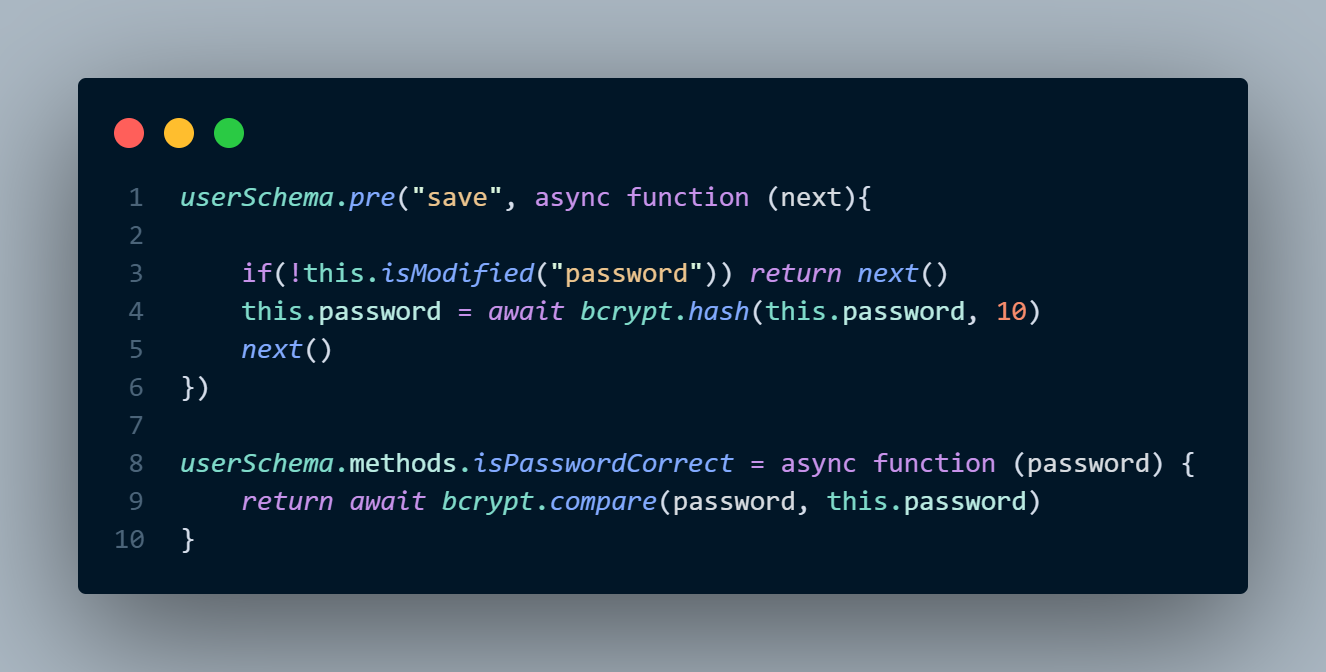 1 userSchema.pre("save", async function (next){
2
3     if(!this.isModified("password")) return next()
4     this.password = await bcrypt.hash(this.password, 10)
5     next()
6 })
7
8 userSchema.methods.isPasswordCorrect = async function (password) {
9     return await bcrypt.compare(password, this.password)
10 }